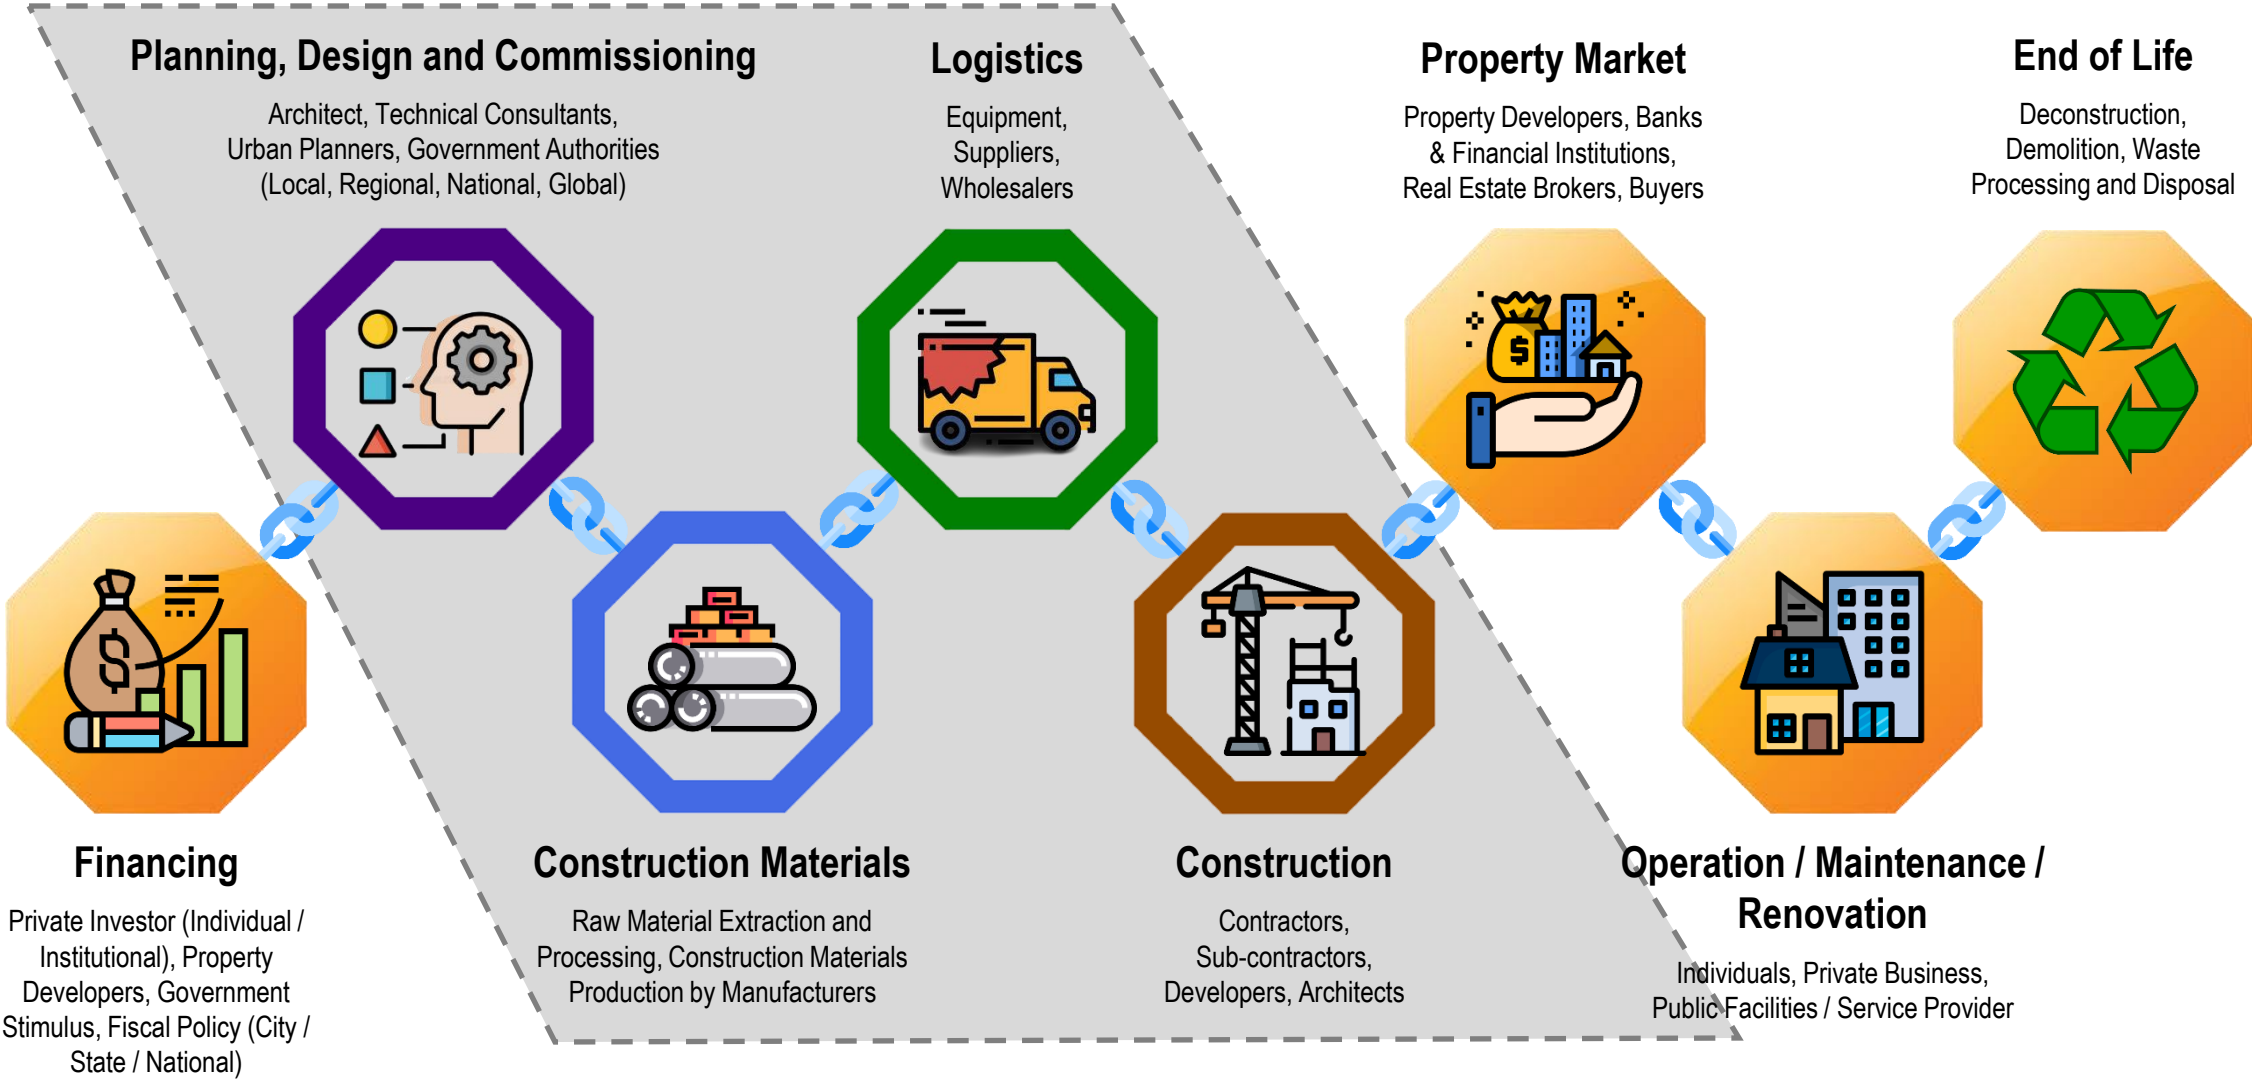 Planning, Design and Commissioning
Architect, Technical Consultants,
Urban Planners, Government Authorities
(Local, Regional, National, Global)
Logistics
Equipment,
Suppliers,
Wholesalers
Property Market
Property Developers, Banks
& Financial Institutions,
Real Estate Brokers, Buyers
End of Life
Deconstruction,
Demolition, Waste
Processing and Disposal
$
$
Financing
Private Investor (Individual /
Institutional), Property
Developers, Government
Stimulus, Fiscal Policy (City /
State / National)
Construction Materials
Raw Material Extraction and
Processing, Construction Materials
Production by Manufacturers
Construction
Contractors,
Sub-contractors,
Developers, Architects
Operation / Maintenance /
Renovation
Individuals, Private Business,
Public Facilities / Service Provider